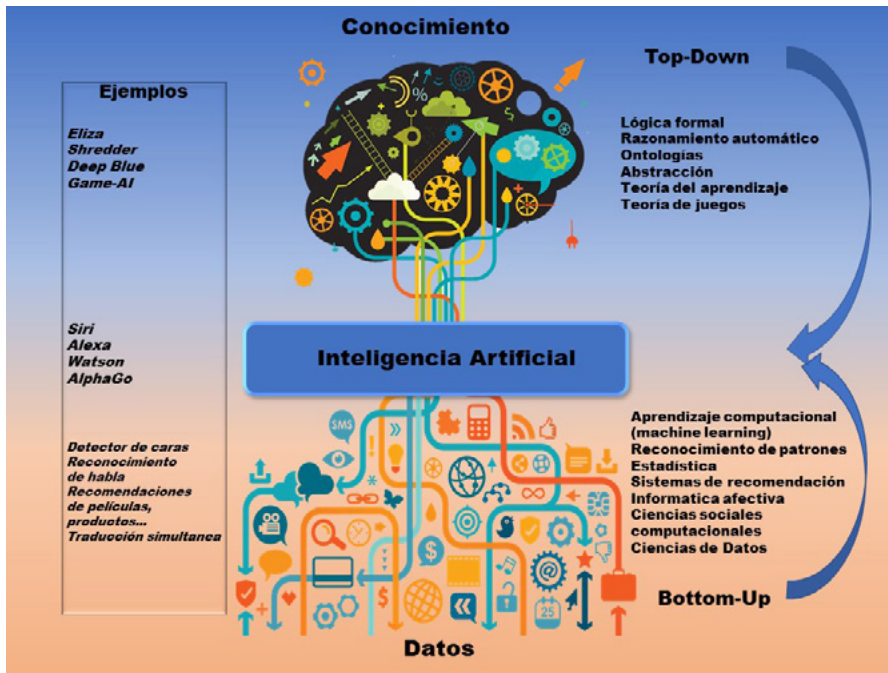 Conocimiento
Top-Down
Ejemplos
Eliza
Shredder
Deep Blue
Game-AI
Lógica formal
Razonamiento automático
Ontologías
Abstracción
Teoría del aprendizaje
Teoría de juegos
%
$
Siri
Alexa
Watson
AlphaGo
Inteligencia Artificial
Detector de caras
Reconocimiento
de habla
Recomendaciones
de películas,
productos...
Traducción simultanea
SMS
$
$
@
25
Aprendizaje computacional
(machine learning)
Reconocimiento de patrones
Estadística
Sistemas de recomendación
Informatica afectiva
Ciencias sociales
computacionales
Ciencias de Datos
Bottom-Up
Datos